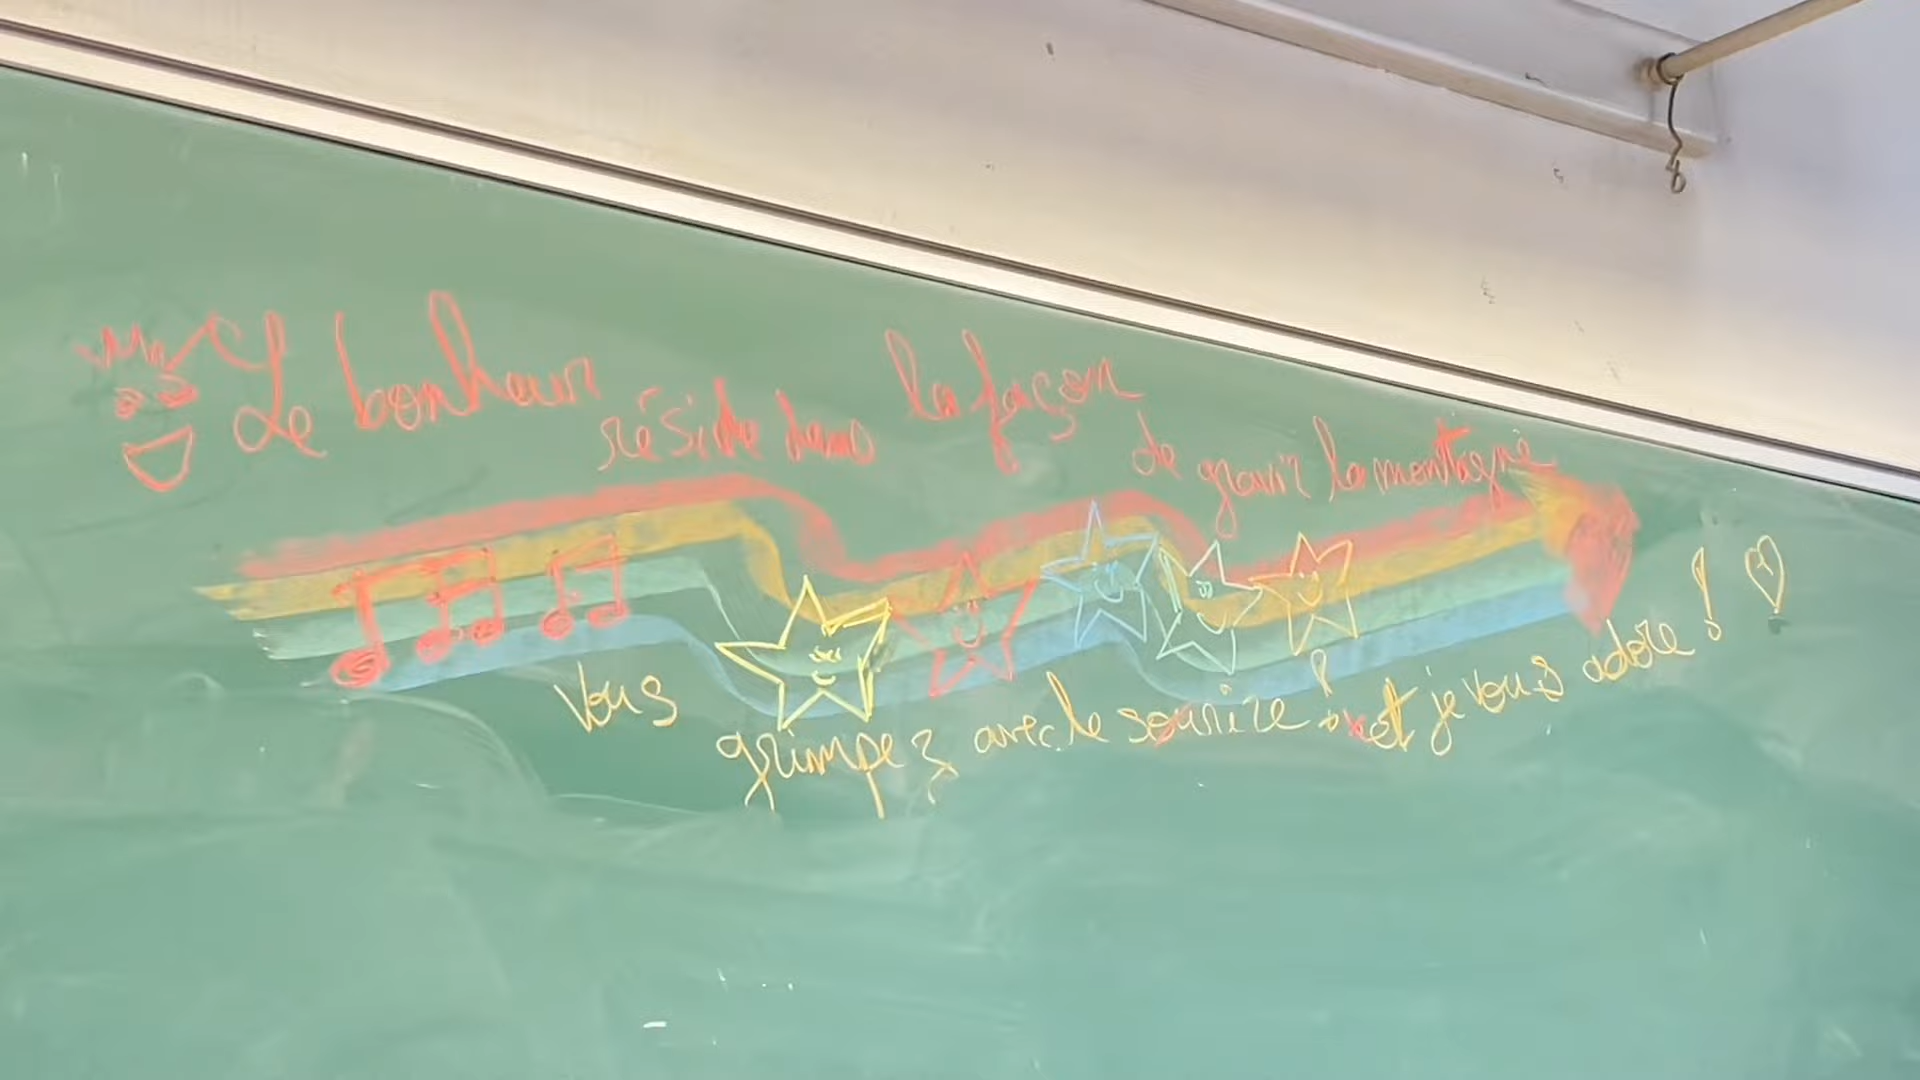 Le bonheur réside dans la façon de gravir la montagne
Vous grimpez avec le sourire ! et je vous adore !